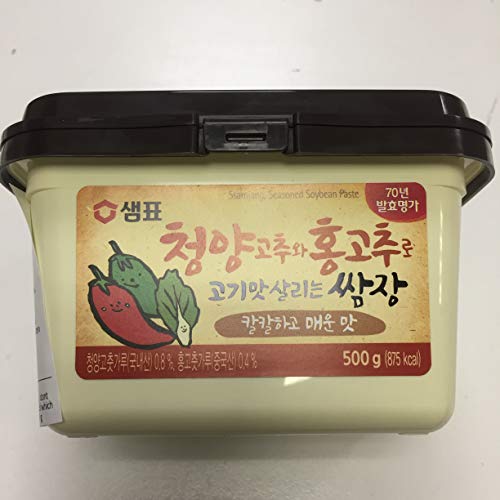 Ssamjang, Seasoned Soybean Paste
샘표
70년
발효명가
청양고추와 홍고추로
고기맛 살리는 쌈장
칼칼하고 매운 맛
500 g (875 kcal)
청양고춧가루(국내산) 0.8 %, 홍고춧가루(중국산) 0.4 %
which